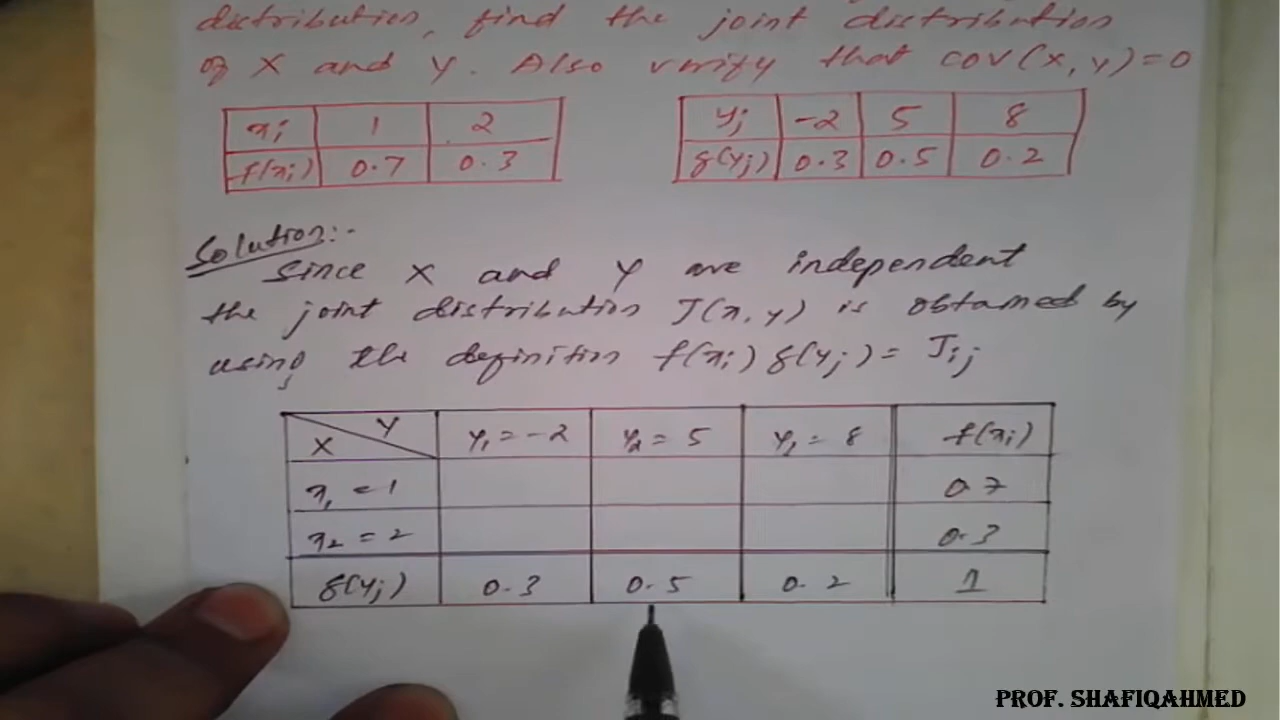 distribution, find the joint distribution
of X and Y. Also verify that COV(X, Y) = 0
xi 1 2
f(xi) 0.7 0.3
yj -2 5 8
g(yj) 0.3 0.5 0.2
Solution:-
Since X and Y are independent
the joint distribution J(x, y) is obtained by
using the definition f(xi) g(yj) = Jij
X Y y1 = -2 y2 = 5 y3 = 8 f(xi)
x1 = 1 0.7
x2 = 2 0.3
g(yj) 0.3 0.5 0.2 1
PROF. SHAFIQAHMED